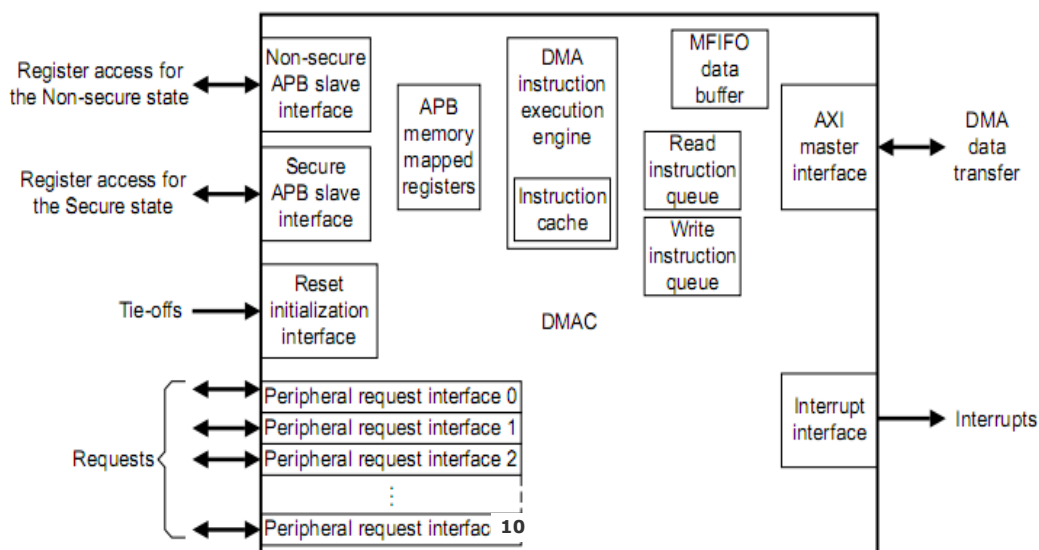 Register access for
the Non-secure state
Non-secure
APB slave
interface
Register access for
the Secure state
Secure
APB slave
interface
APB
memory
mapped
registers
DMA
instruction
execution
engine
Instruction
cache
MFIFO
data
buffer
Read
instruction
queue
Write
instruction
queue
AXI
master
interface
DMA
data
transfer
Tie-offs
Reset
initialization
interface
DMAC
Requests
Peripheral request interface 0
Peripheral request interface 1
Peripheral request interface 2
⋮
Peripheral request interface 10
Interrupt
interface
Interrupts